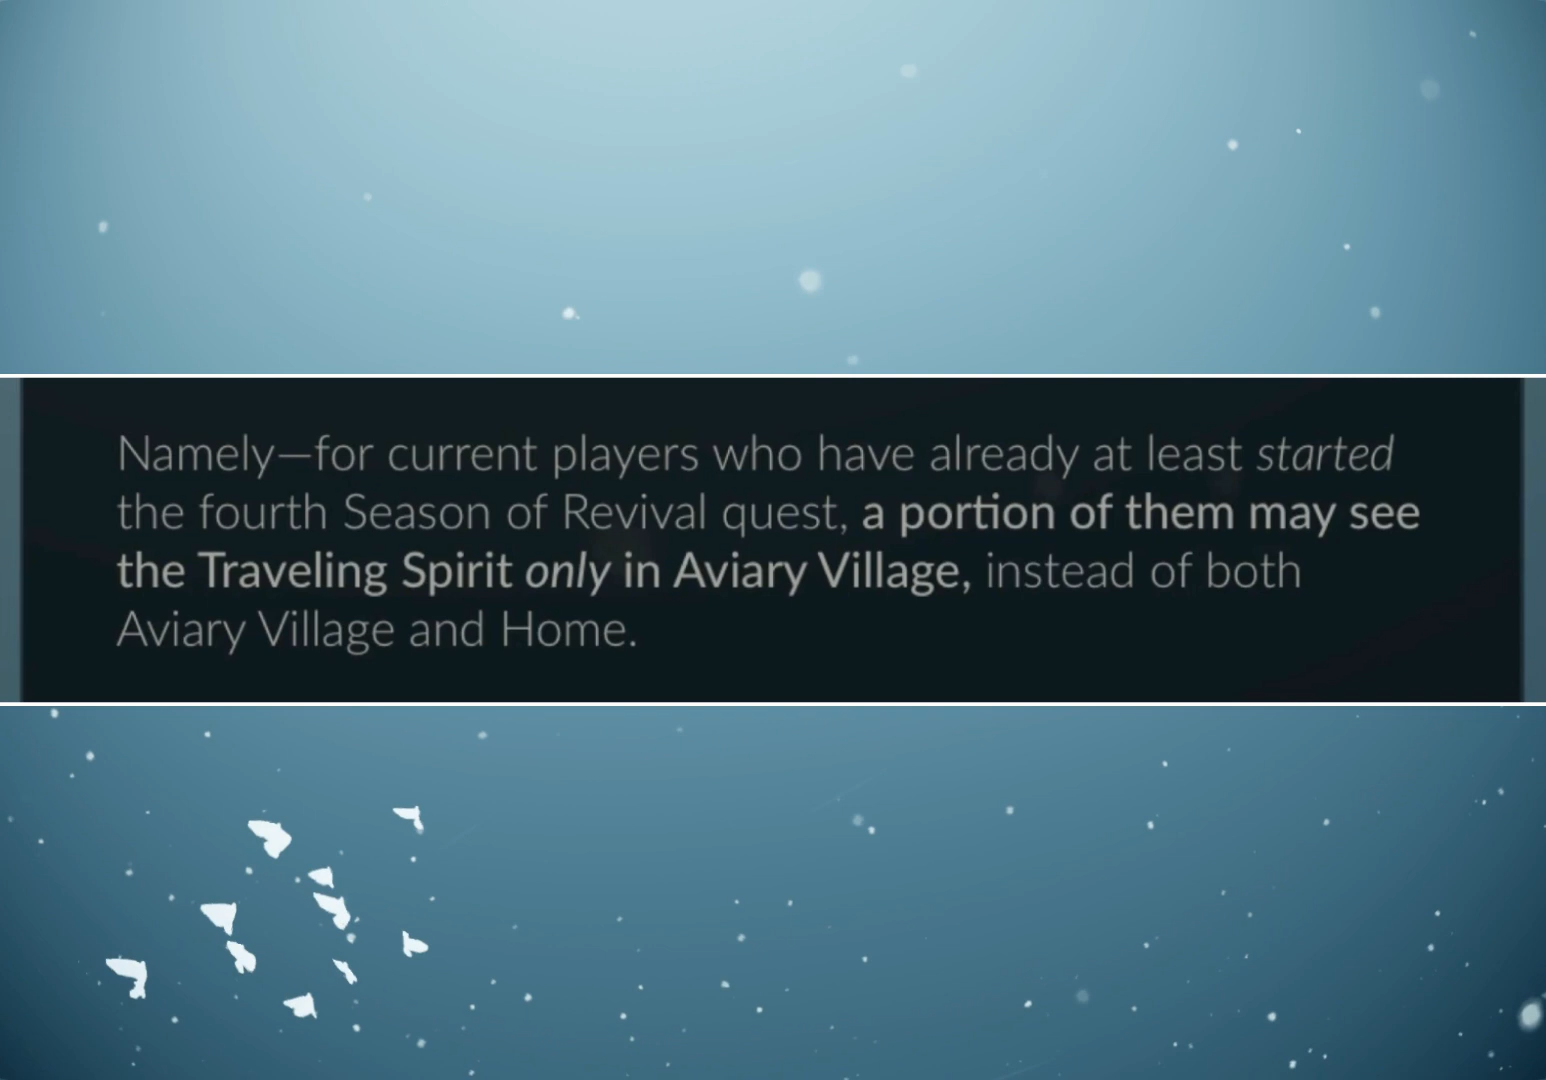 Namely—for current players who have already at least started
the fourth Season of Revival quest, a portion of them may see
the Traveling Spirit only in Aviary Village, instead of both
Aviary Village and Home.